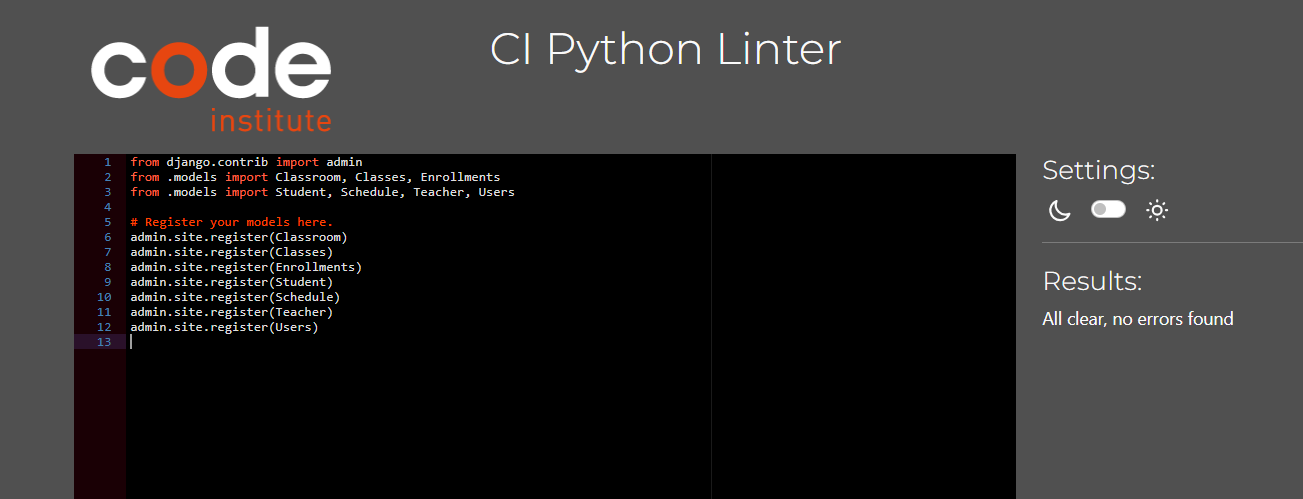 code
institute
CI Python Linter
1 from django.contrib import admin
2 from .models import Classroom, Classes, Enrollments
3 from .models import Student, Schedule, Teacher, Users
4
5 # Register your models here.
6 admin.site.register(Classroom)
7 admin.site.register(Classes)
8 admin.site.register(Enrollments)
9 admin.site.register(Student)
10 admin.site.register(Schedule)
11 admin.site.register(Teacher)
12 admin.site.register(Users)
13
Settings:
Results:
All clear, no errors found